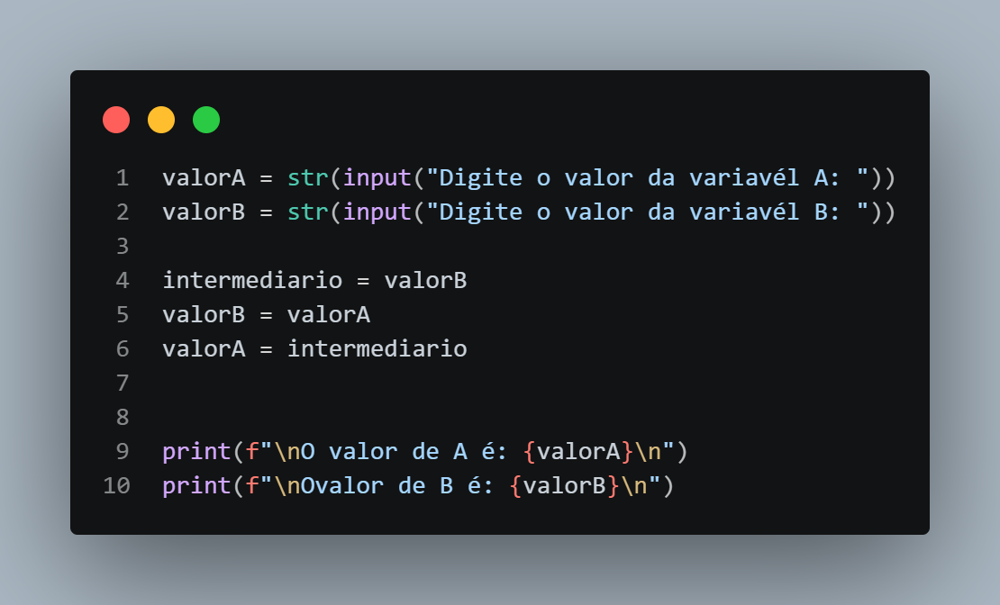 1 valorA = str(input("Digite o valor da variavél A: "))
2 valorB = str(input("Digite o valor da variavél B: "))
3
4 intermediario = valorB
5 valorB = valorA
6 valorA = intermediario
7
8
9 print(f"\nO valor de A é: {valorA}\n")
10 print(f"\nOvalor de B é: {valorB}\n")